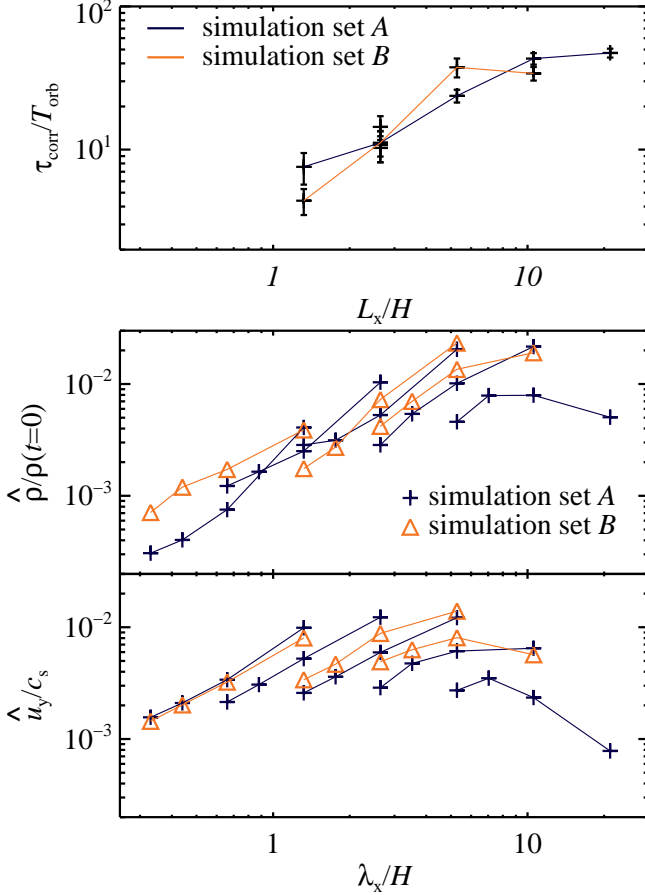 10²
simulation set A
simulation set B
τcorr/Torb
10¹
1
10
Lx/H
10⁻²
ρ̂/ρ(t=0)
10⁻³
simulation set A
simulation set B
10⁻²
ûy/cs
10⁻³
1
10
λx/H